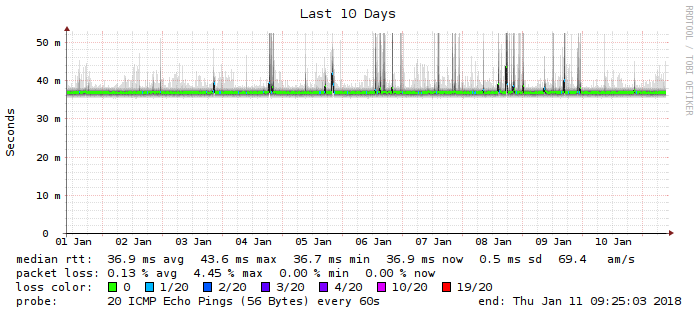 Last 10 Days
RRDTOOL / TOBI OETIKER
Seconds
50 m
40 m
30 m
20 m
10 m
0
01 Jan 02 Jan 03 Jan 04 Jan 05 Jan 06 Jan 07 Jan 08 Jan 09 Jan 10 Jan
median rtt: 36.9 ms avg 43.6 ms max 36.7 ms min 36.9 ms now 0.5 ms sd 69.4 am/s
packet loss: 0.13 % avg 4.45 % max 0.00 % min 0.00 % now
loss color: 0 1/20 2/20 3/20 4/20 10/20 19/20
probe: 20 ICMP Echo Pings (56 Bytes) every 60s end: Thu Jan 11 09:25:03 2018